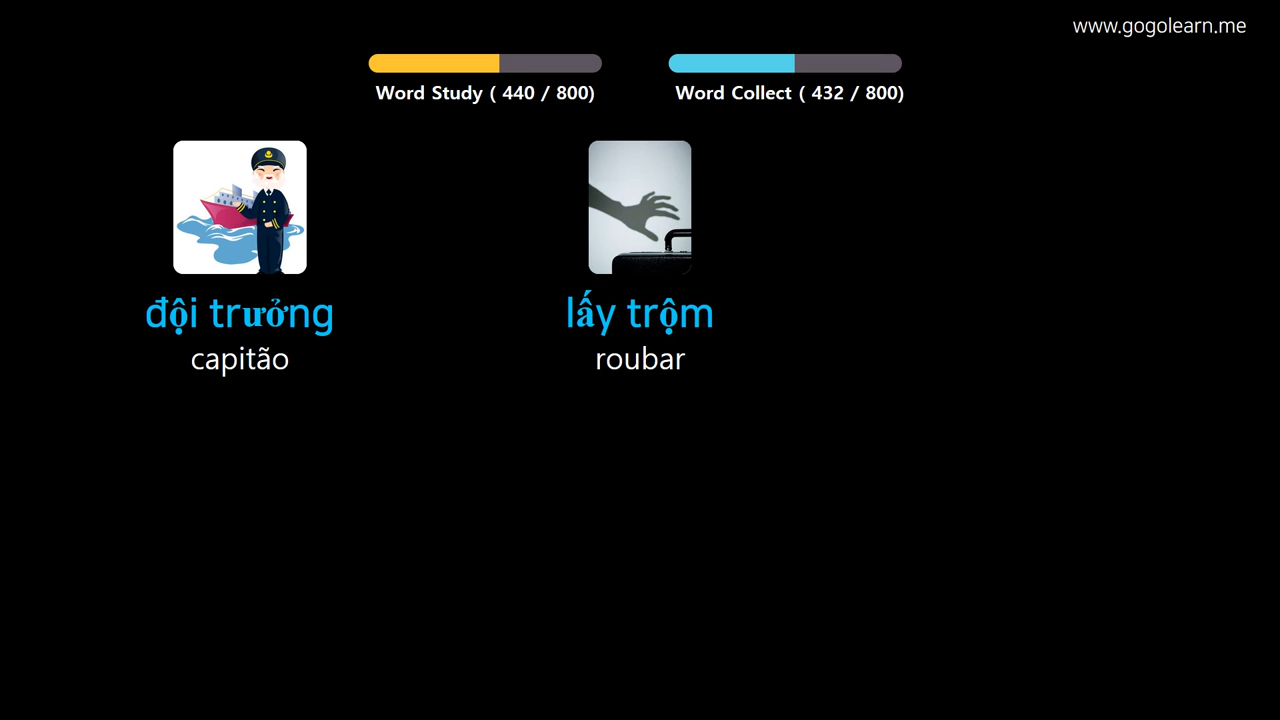 www.gogolearn.me
Word Study ( 440 / 800)
Word Collect ( 432 / 800)
đội trưởng
capitão
lấy trộm
roubar